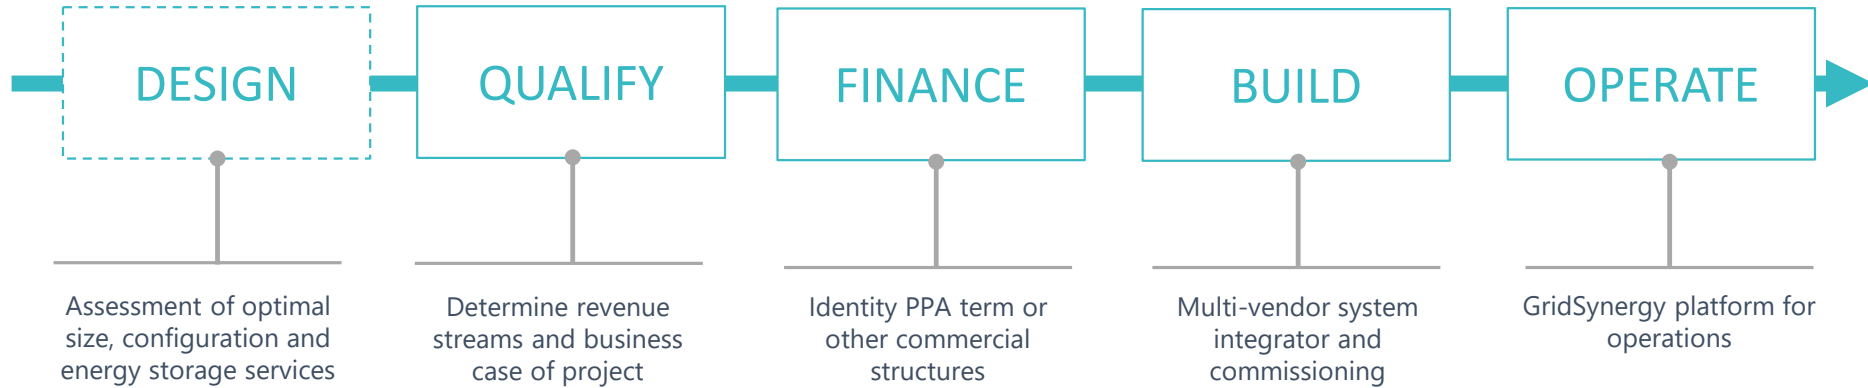 DESIGN
QUALIFY
FINANCE
BUILD
OPERATE
Assessment of optimal
size, configuration and
energy storage services
Determine revenue
streams and business
case of project
Identity PPA term or
other commercial
structures
Multi-vendor system
integrator and
commissioning
GridSynergy platform for
operations